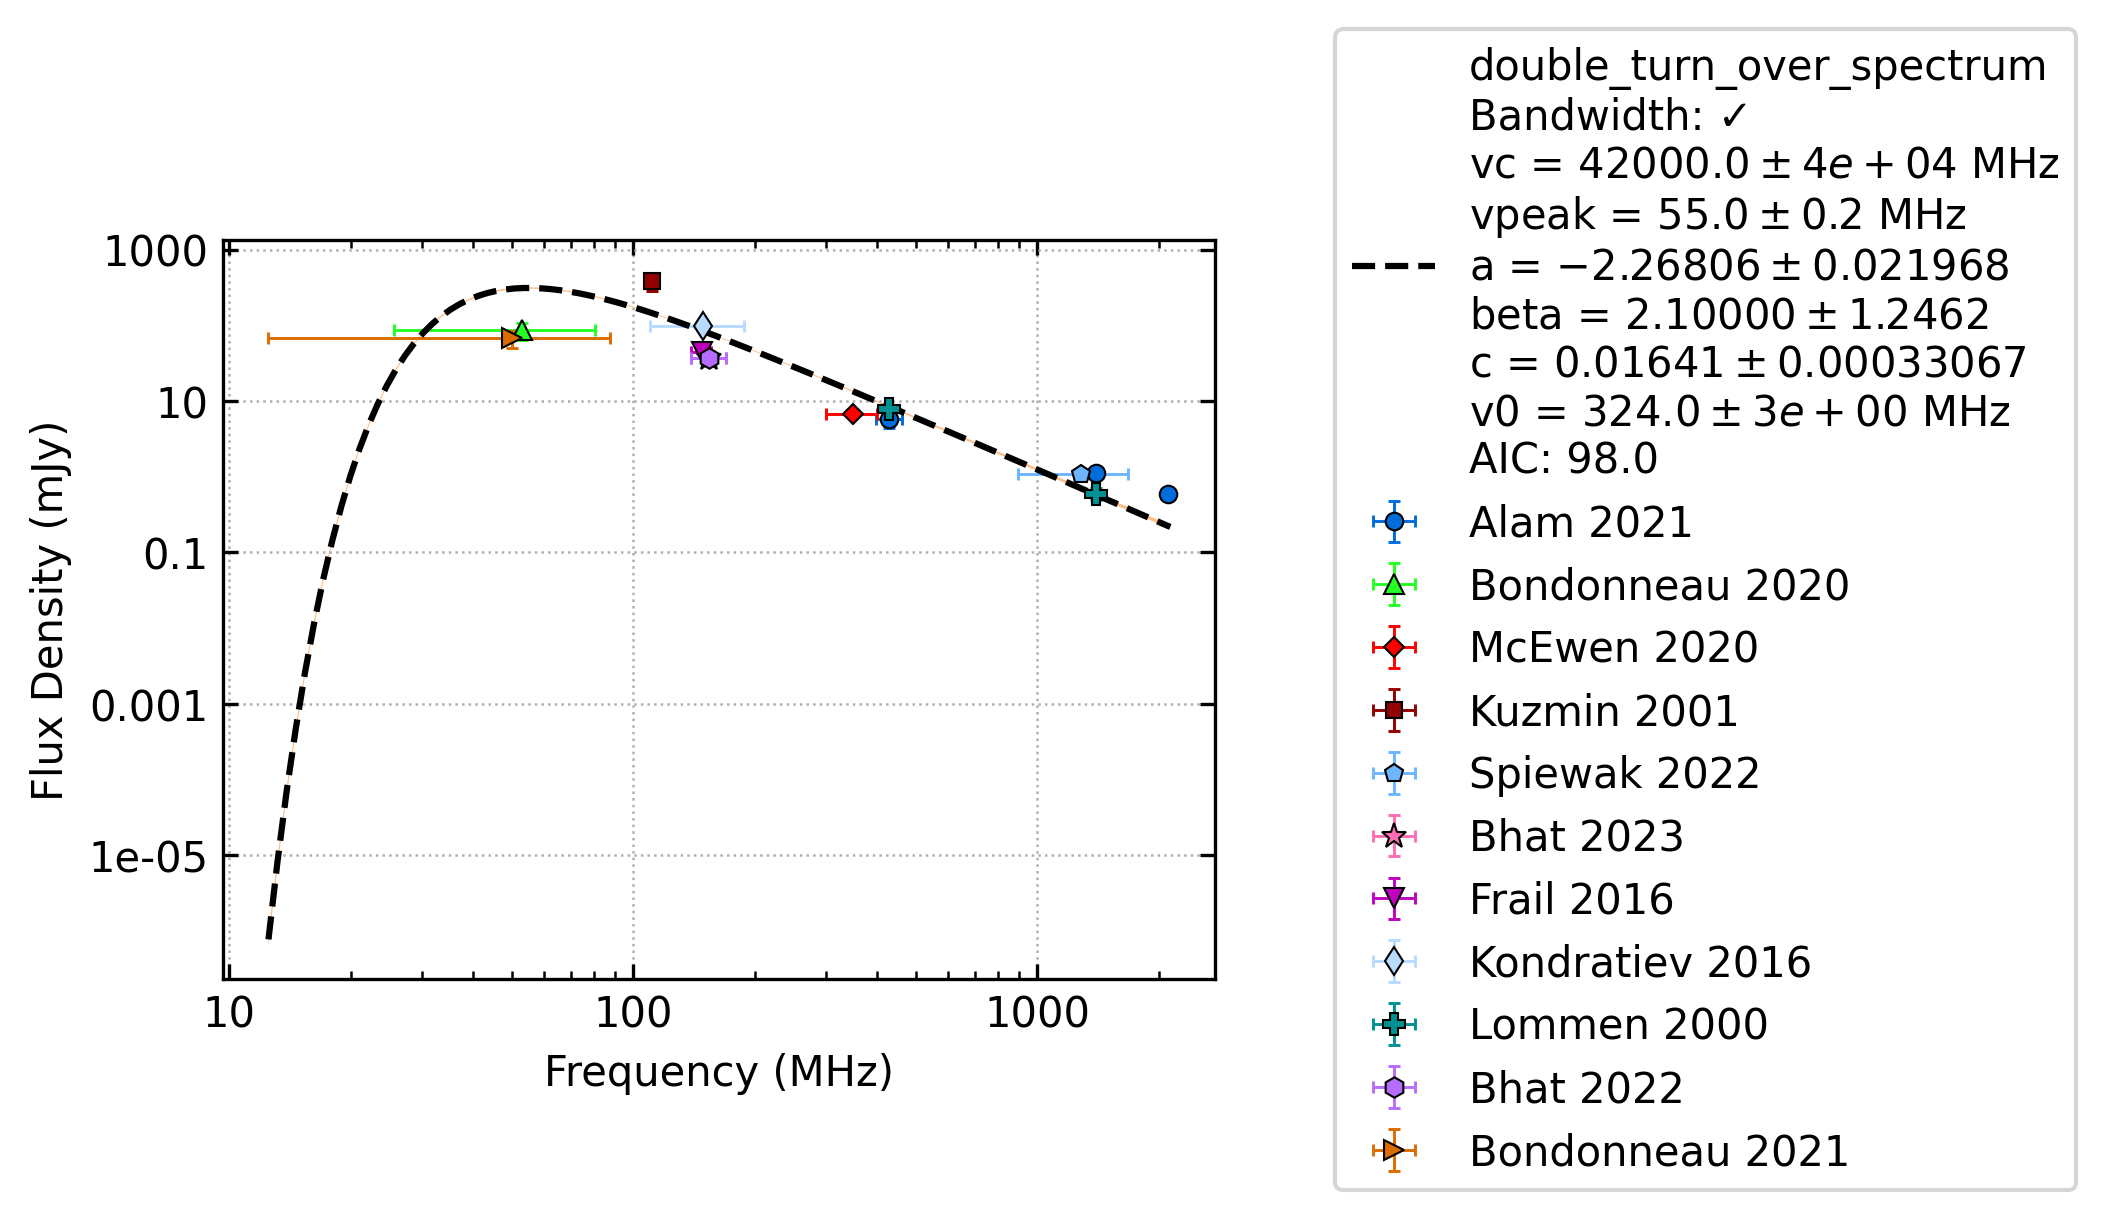 1000
10
0.1
0.001
1e-05
10
100
1000
Flux Density (mJy)
Frequency (MHz)
double_turn_over_spectrum
Bandwidth: ✓
vc = 42000.0 ± 4e + 04 MHz
vpeak = 55.0 ± 0.2 MHz
a = −2.26806 ± 0.021968
beta = 2.10000 ± 1.2462
c = 0.01641 ± 0.00033067
v0 = 324.0 ± 3e + 00 MHz
AIC: 98.0
Alam 2021
Bondonneau 2020
McEwen 2020
Kuzmin 2001
Spiewak 2022
Bhat 2023
Frail 2016
Kondratiev 2016
Lommen 2000
Bhat 2022
Bondonneau 2021